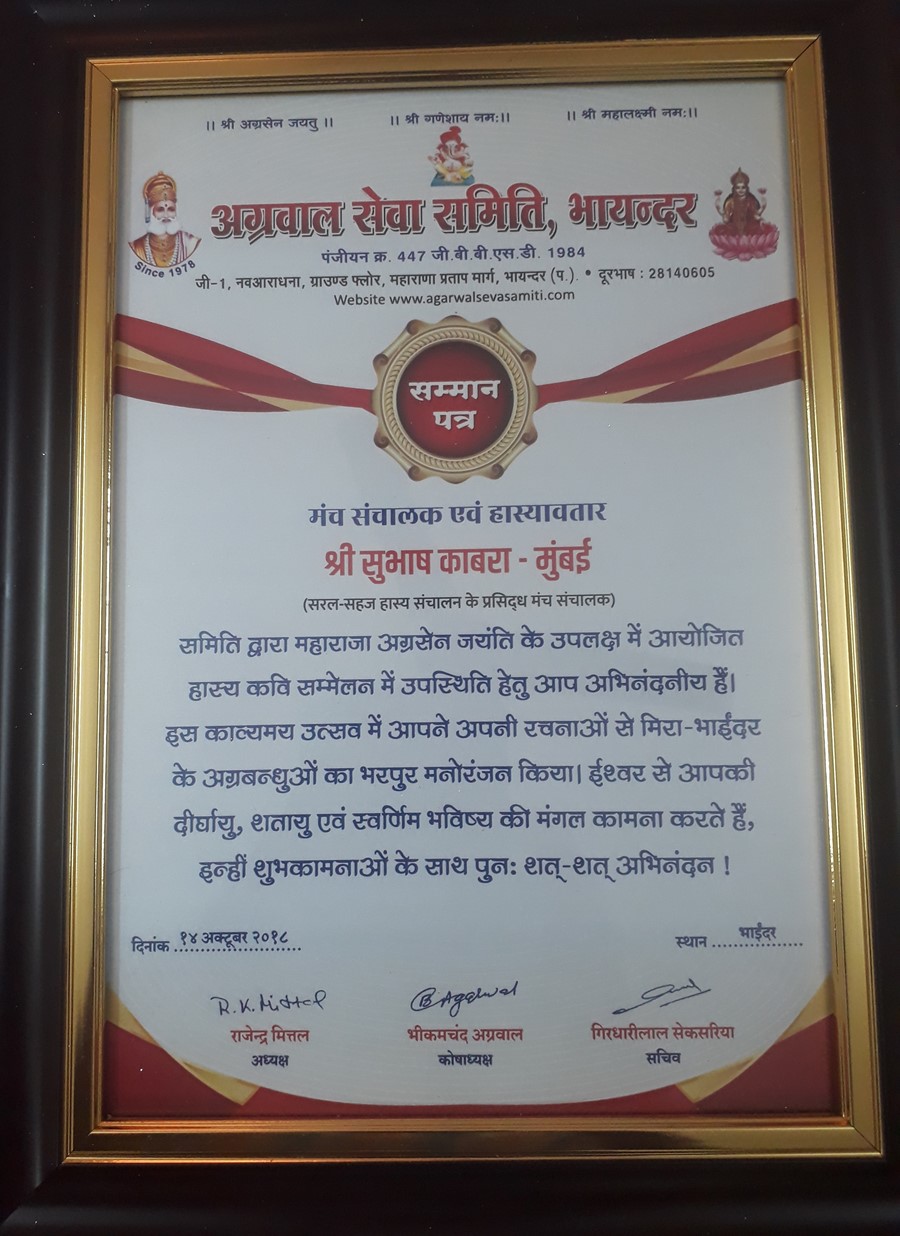 || श्री अग्रसेन जयतु || || श्री गणेशाय नम:|| || श्री महालक्ष्मी नम:||
अग्रवाल सेवा समिति, भायन्दर
Since 1978
पंजीयन क्र. 447 जी.बी.बी.एस.डी. 1984
जी-1, नवआराधना, ग्राउण्ड फ्लोर, महाराणा प्रताप मार्ग, भायन्दर (प.). • दूरभाष : 28140605
Website www.agarwalsevasamiti.com
सम्मान
पत्र
मंच संचालक एवं हास्यावतार
श्री सुभाष काबरा - मुंबई
(सरल-सहज हास्य संचालन के प्रसिद्ध मंच संचालक)
समिति द्वारा महाराजा अग्रसेन जयंति के उपलक्ष में आयोजित
हास्य कवि सम्मेलन में उपस्थिति हेतु आप अभिनंदनीय हैं।
इस काव्यमय उत्सव में आपने अपनी रचनाओं से मिरा-भाईंदर
के अग्रबन्धुओं का भरपुर मनोरंजन किया। ईश्वर से आपकी
दीर्घायु, शतायु एवं स्वर्णिम भविष्य की मंगल कामना करते हैं,
इन्हीं शुभकामनाओं के साथ पुन: शत्-शत् अभिनंदन !
दिनांक १४ अक्टूबर २०१८ स्थान भाईंदर
R.K.Mittal B Agarwal
राजेन्द्र मित्तल भीकमचंद अग्रवाल गिरधारीलाल सेकसरिया
अध्यक्ष कोषाध्यक्ष सचिव